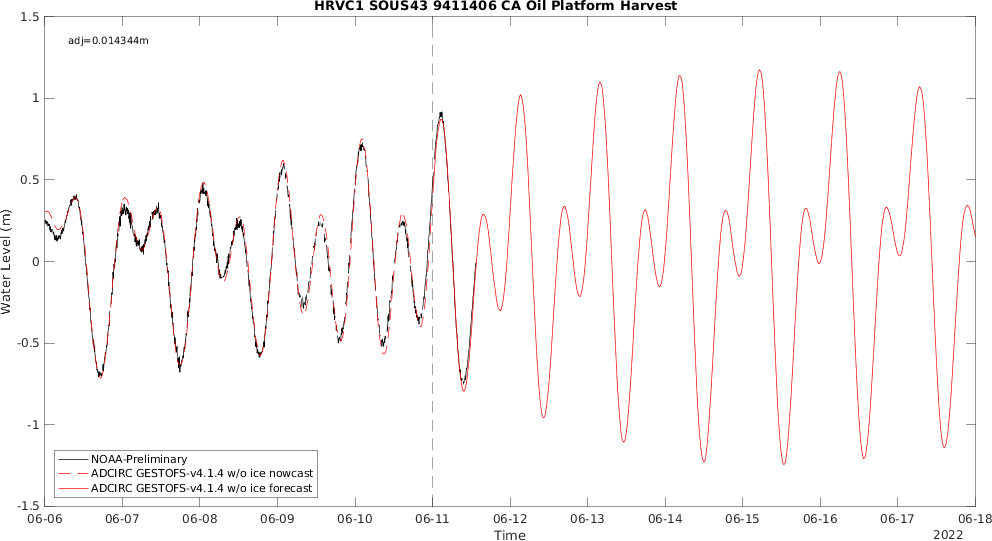 HRVC1 SOUS43 9411406 CA Oil Platform Harvest
adj=0.014344m
1.5
1
0.5
0
-0.5
-1
-1.5
Water Level (m)
NOAA-Preliminary
ADCIRC GESTOFS-v4.1.4 w/o ice nowcast
ADCIRC GESTOFS-v4.1.4 w/o ice forecast
06-06 06-07 06-08 06-09 06-10 06-11 06-12 06-13 06-14 06-15 06-16 06-17 06-18
Time
2022